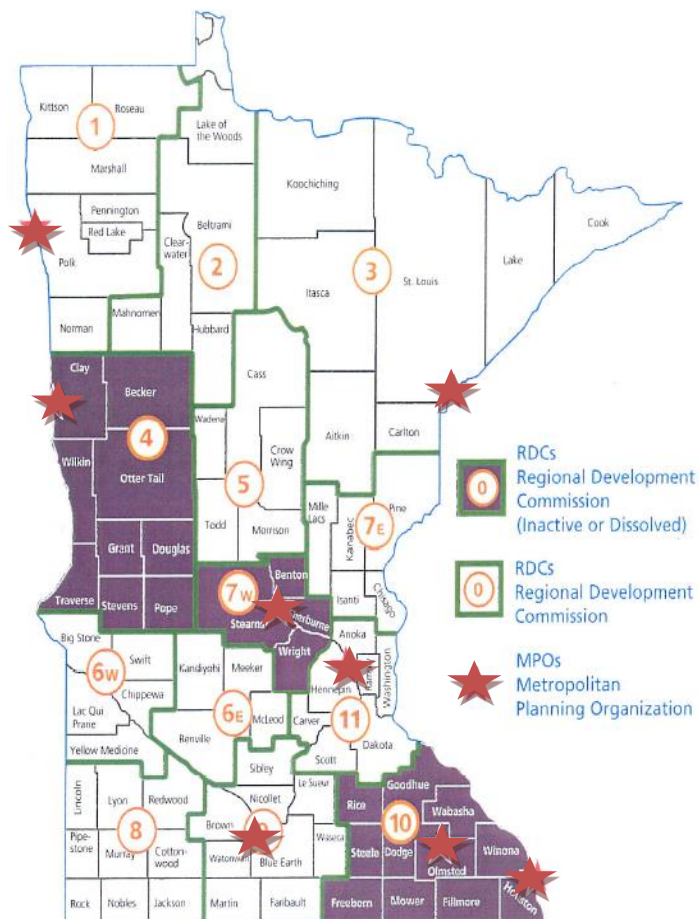 Kittson
Roseau
1
Lake of
the Woods
Marshall
Koochiching
Pennington
Red Lake
Beltrami
Cook
Polk
Clear-
water
2
3
Lake
St. Louis
Itasca
Norman
Mahnomen
Hubbard
Clay
Becker
Cass
Wadena
4
Aitkin
Carlton
Crow
Wing
Wilkin
Otter Tail
5
Mille
Lacs
Kanabec
Pine
7E
Todd
Morrison
Grant
Douglas
Benton
7W
Isanti
Chisago
Traverse
Stevens
Pope
Stearns
Anoka
Wright
Big Stone
Swift
Kandiyohi
Meeker
Washington
6W
Chippewa
Hennepin
Lac Qui
Prane
6E
McLeod
Carver
11
Renville
Dakota
Yellow Medicine
Scott
Sibley
Lincoln
Lyon
Redwood
Nicollet
Le Sueur
Rice
Goodhue
Wabasha
8
Brown
10
Pipe-
stone
Murray
Cotton-
wood
Watonwan
Blue Earth
Waseca
Steele
Dodge
Olmsted
Winona
Rock
Nobles
Jackson
Martin
Faribault
Freeborn
Mower
Fillmore
Houston
0
RDCs
Regional Development
Commission
(Inactive or Dissolved)
0
RDCs
Regional Development
Commission
MPOs
Metropolitan
Planning Organization